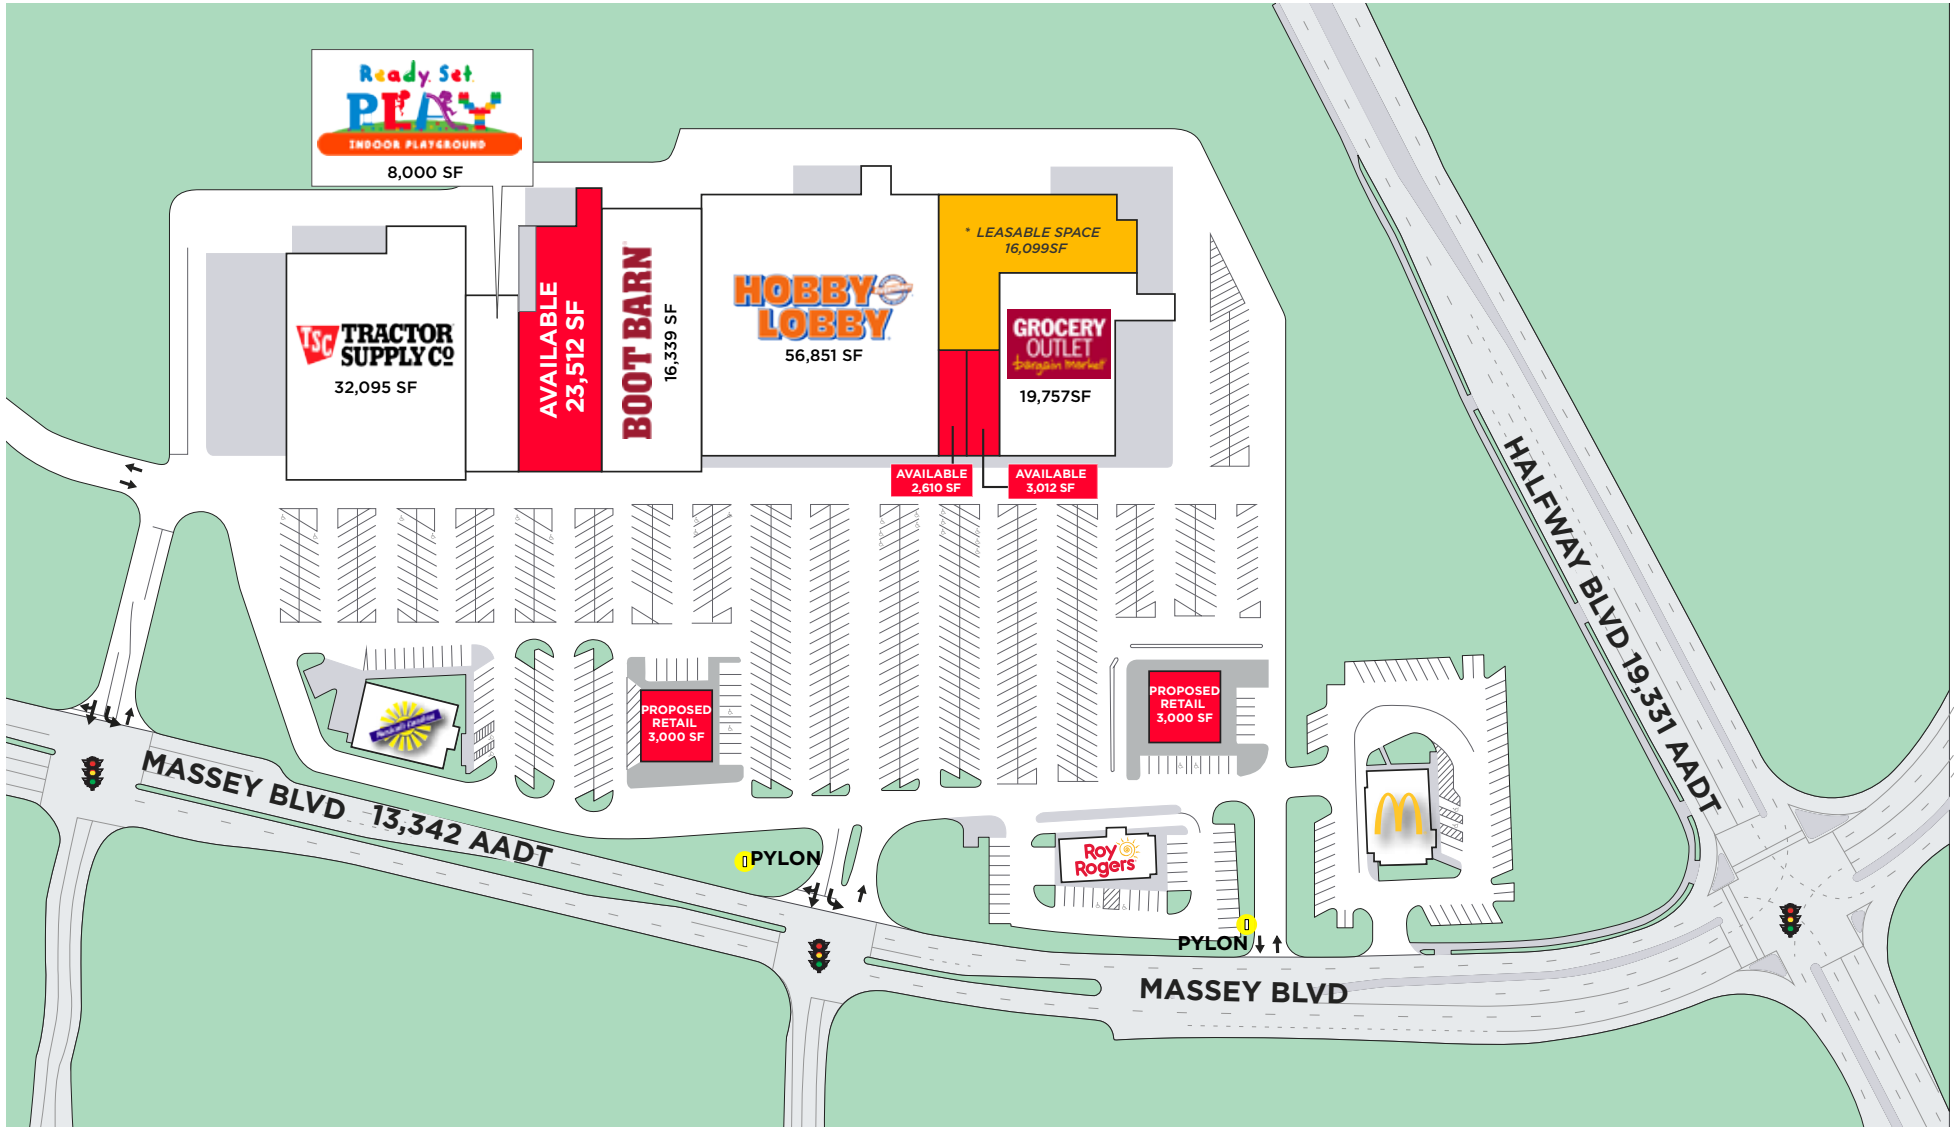 Ready Set
PLAY
INDOOR PLAYGROUND
8,000 SF
TSC TRACTOR
SUPPLY CO
32,095 SF
AVAILABLE
23,512 SF
BOOT BARN
16,339 SF
HOBBY
LOBBY
56,851 SF
* LEASABLE SPACE
16,099SF
GROCERY
OUTLET
bargain market
19,757SF
AVAILABLE
2,610 SF
AVAILABLE
3,012 SF
PROPOSED
RETAIL
3,000 SF
PROPOSED
RETAIL
3,000 SF
Roy
Rogers
PYLON
PYLON
MASSEY BLVD 13,342 AADT
MASSEY BLVD
HALFWAY BLVD 19,331 AADT